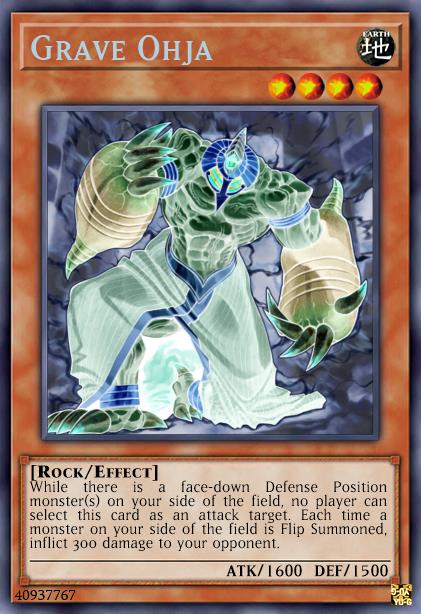 Grave Ohja
EARTH
地
[Rock/Effect]
While there is a face-down Defense Position
monster(s) on your side of the field, no player can
select this card as an attack target. Each time a
monster on your side of the field is Flip Summoned,
inflict 300 damage to your opponent.
ATK/1600 DEF/1500
40937767